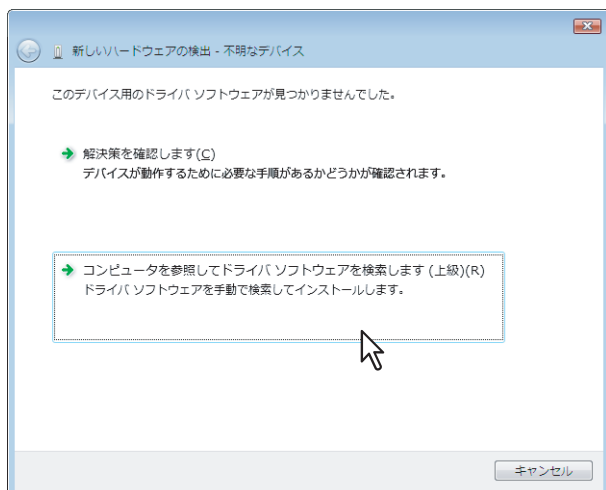 新しいハードウェアの検出 - 不明なデバイス
このデバイス用のドライバ ソフトウェアが見つかりませんでした。
解決策を確認します(C)
デバイスが動作するために必要な手順があるかどうかが確認されます。
コンピュータを参照してドライバ ソフトウェアを検索します (上級)(R)
ドライバ ソフトウェアを手動で検索してインストールします。
キャンセル